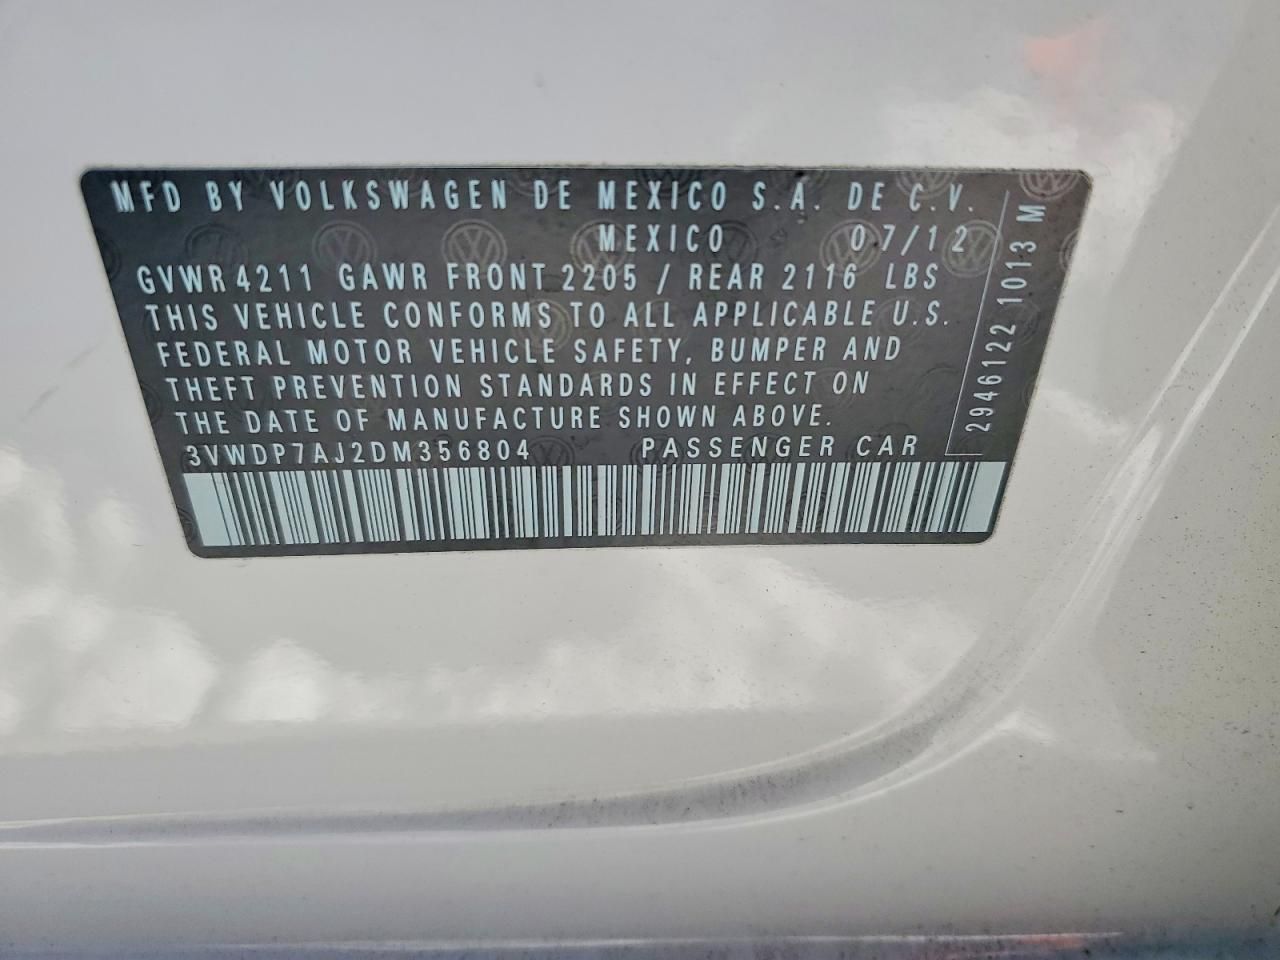 MFD BY VOLKSWAGEN DE MEXICO S.A. DE C.V.
MEXICO 07/12
GVWR 4211 GAWR FRONT 2205 / REAR 2116 LBS
THIS VEHICLE CONFORMS TO ALL APPLICABLE U.S.
FEDERAL MOTOR VEHICLE SAFETY, BUMPER AND
THEFT PREVENTION STANDARDS IN EFFECT ON
THE DATE OF MANUFACTURE SHOWN ABOVE.
3VWDP7AJ2DM356804 PASSENGER CAR
2946122 1013 M